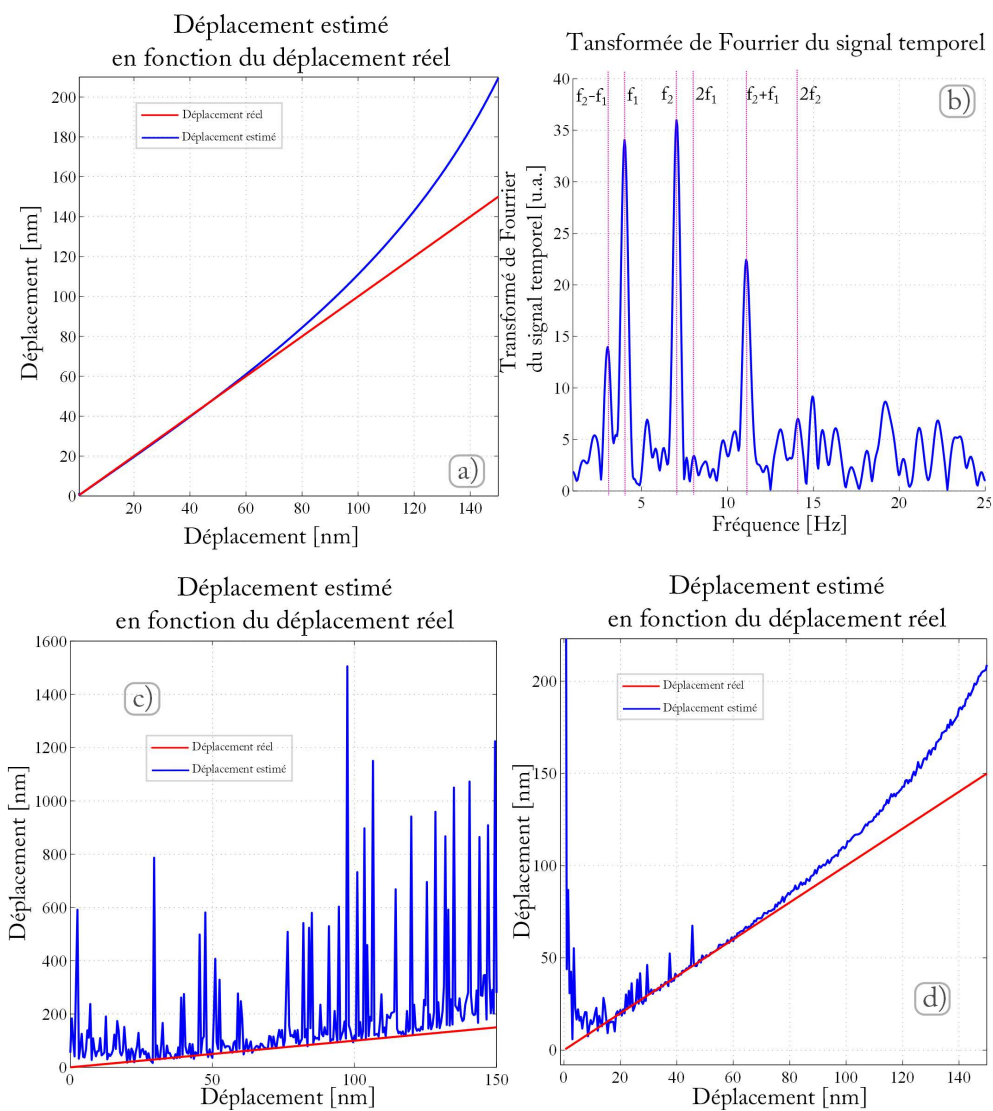 Déplacement estimé
en fonction du déplacement réel
200
180
160
140
120
100
80
60
40
20
0
Déplacement [nm]
Déplacement réel
Déplacement estimé
a)
20
40
60
80
100
120
140
Déplacement [nm]
Tansformée de Fourrier du signal temporel
Transformé de Fourrier
du signal temporel [u.a.]
40
35
30
25
20
15
10
5
0
f₂-f₁
f₁
f₂
2f₁
f₂+f₁
2f₂
b)
5
10
15
20
25
Fréquence [Hz]
Déplacement estimé
en fonction du déplacement réel
1600
1400
1200
1000
800
600
400
200
0
Déplacement [nm]
c)
Déplacement réel
Déplacement estimé
0
50
100
150
Déplacement [nm]
Déplacement estimé
en fonction du déplacement réel
200
150
100
50
0
Déplacement [nm]
Déplacement réel
Déplacement estimé
d)
0
20
40
60
80
100
120
140
Déplacement [nm]